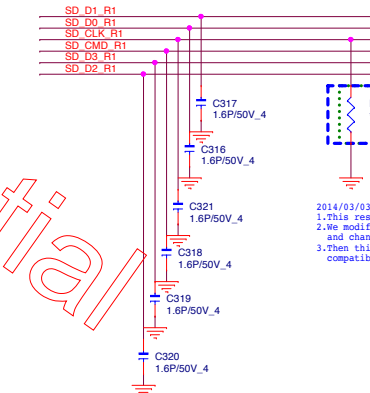 SD_D1_R1
SD_D0_R1
SD_CLK_R1
SD_CMD_R1
SD_D3_R1
SD_D2_R1
C317
1.6P/50V_4
C316
1.6P/50V_4
C321
1.6P/50V_4
C318
1.6P/50V_4
C319
1.6P/50V_4
C320
1.6P/50V_4
2014/03/03
1.This res
2.We modif
and chan
3.Then thi
compatib
tial